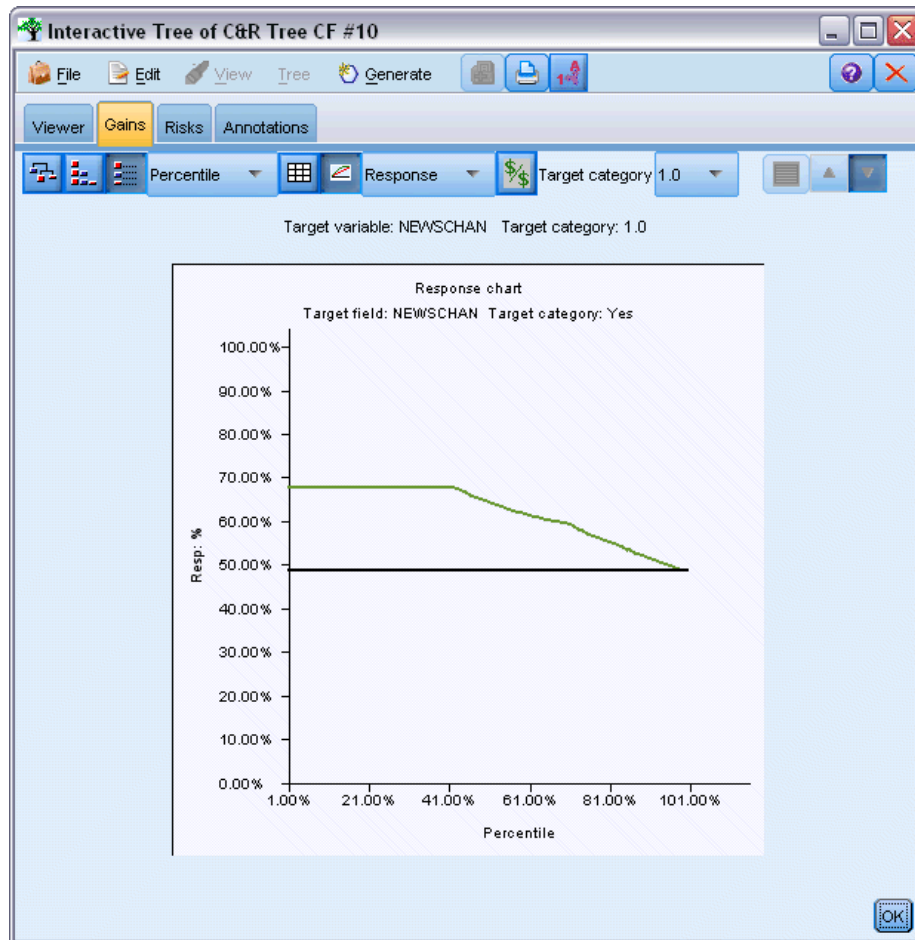 Interactive Tree of C&R Tree CF #10
File Edit View Tree Generate
Viewer Gains Risks Annotations
Percentile Response Target category 1.0
Target variable: NEWSCHAN Target category: 1.0
Response chart
Target field: NEWSCHAN Target category: Yes
100.00%
90.00%
80.00%
70.00%
60.00%
50.00%
40.00%
30.00%
20.00%
10.00%
0.00%
Resp: %
1.00% 21.00% 41.00% 61.00% 81.00% 101.00%
Percentile
OK